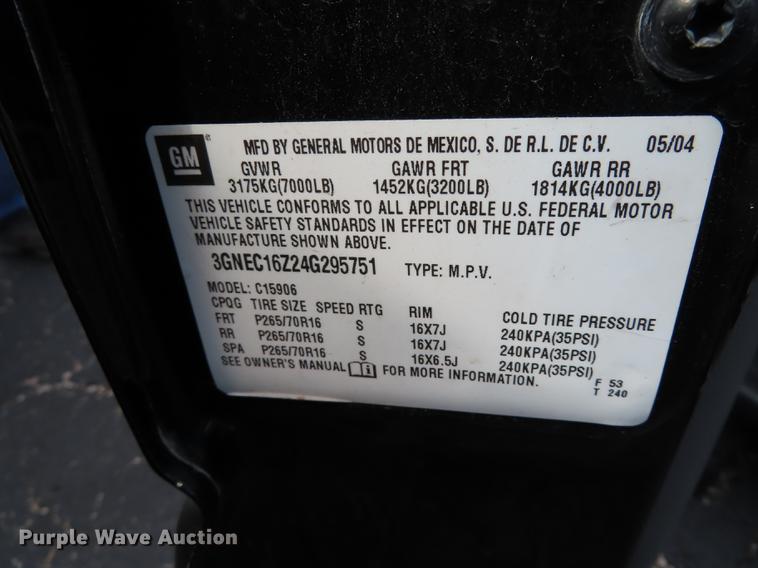 GM MFD BY GENERAL MOTORS DE MEXICO, S. DE R.L. DE C.V. 05/04
GVWR GAWR FRT GAWR RR
3175KG(7000LB) 1452KG(3200LB) 1814KG(4000LB)
THIS VEHICLE CONFORMS TO ALL APPLICABLE U.S. FEDERAL MOTOR
VEHICLE SAFETY STANDARDS IN EFFECT ON THE DATE OF
MANUFACTURE SHOWN ABOVE.
3GNEC16Z24G295751 TYPE: M.P.V.
MODEL: C15906
CPQG TIRE SIZE SPEED RTG RIM COLD TIRE PRESSURE
FRT P265/70R16 S 16X7J 240KPA(35PSI)
RR P265/70R16 S 16X7J 240KPA(35PSI)
SPA P265/70R16 S 16X6.5J 240KPA(35PSI)
SEE OWNER'S MANUAL FOR MORE INFORMATION.
F 53
T 240
Purple Wave Auction